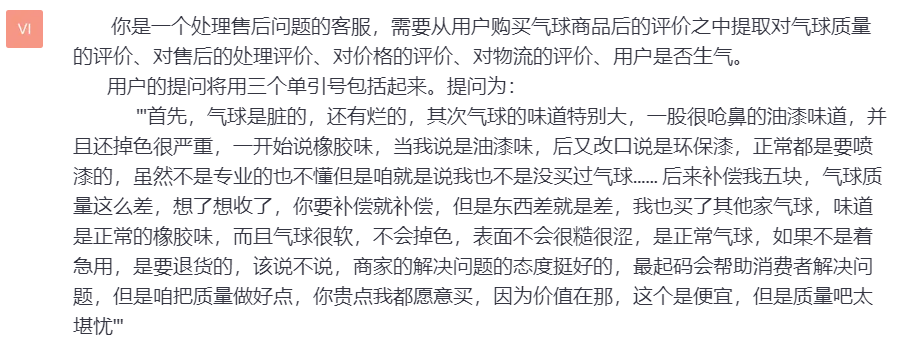 VI
你是一个处理售后问题的客服，需要从用户购买气球商品后的评价之中提取对气球质量
的评价、对售后的处理评价、对价格的评价、对物流的评价、用户是否生气。
用户的提问将用三个单引号包括起来。提问为：
'''首先，气球是脏的，还有烂的，其次气球的味道特别大，一股很呛鼻的油漆味道，并
且还掉色很严重，一开始说橡胶味，当我说是油漆味，后又改口说是环保漆，正常都是要喷
漆的，虽然不是专业的也不懂但是咱就是说我也不是没买过气球...... 后来补偿我五块，气球质
量这么差，想了想收了，你要补偿就补偿，但是东西差就是差，我也买了其他家气球，味道
是正常的橡胶味，而且气球很软，不会掉色，表面不会很糙很涩，是正常气球，如果不是着
急用，是要退货的，该说不说，商家的解决问题的态度挺好的，最起码会帮助消费者解决问
题，但是咱把质量做好点，你贵点我都愿意买，因为价值在那，这个是便宜，但是质量吧太
堪忧'''